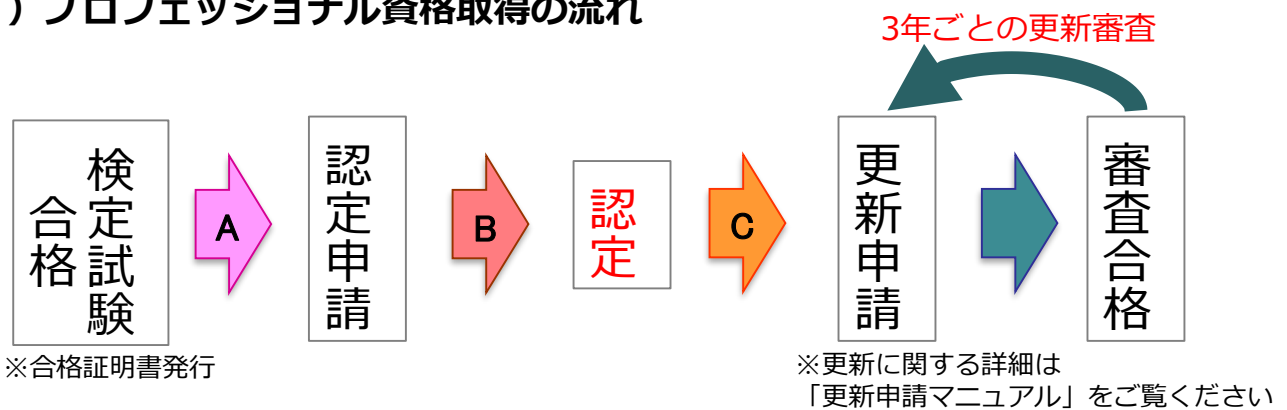 ）プロフェッショナル資格取得の流れ
3年ごとの更新審査
検定試験
合格
A
認定申請
B
認定
C
更新申請
審査合格
※合格証明書発行
※更新に関する詳細は
「更新申請マニュアル」をご覧ください